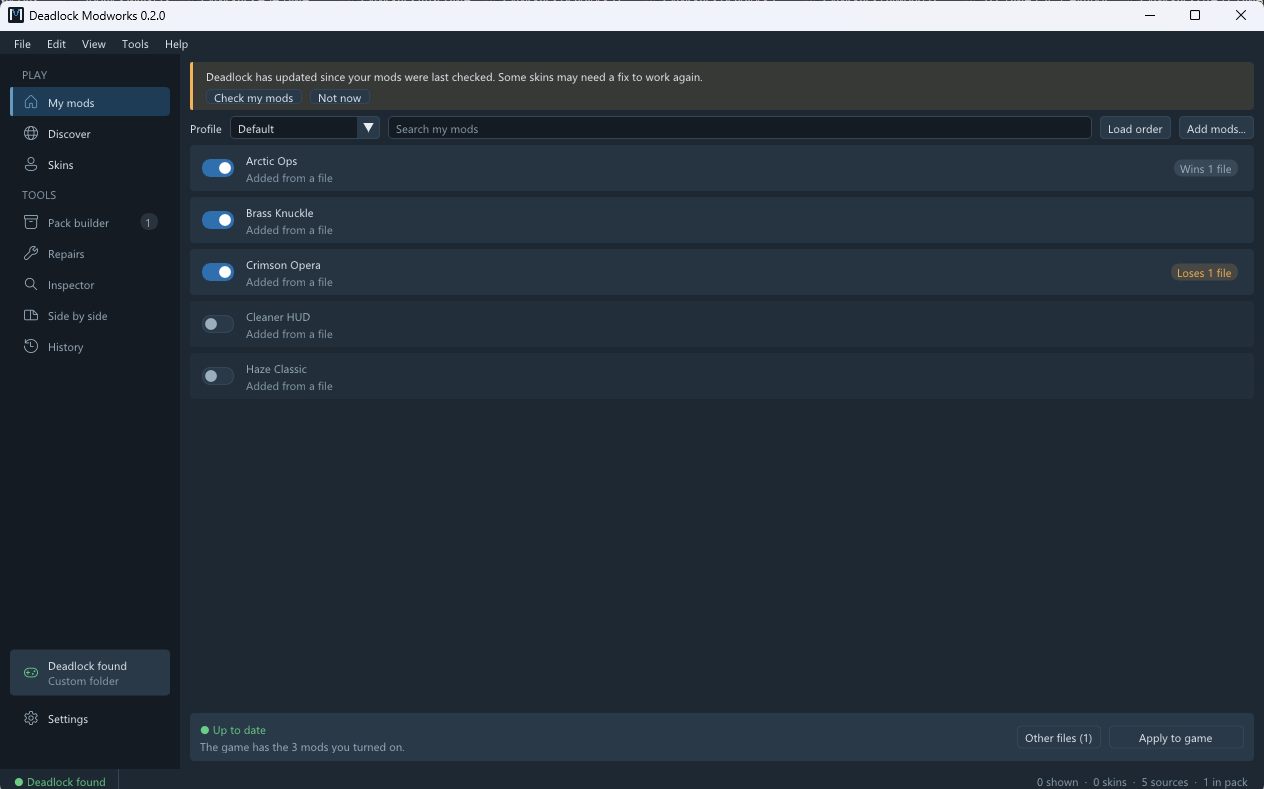 Deadlock Modworks 0.2.0
File Edit View Tools Help
PLAY
My mods
Discover
Skins
TOOLS
Pack builder 1
Repairs
Inspector
Side by side
History
Deadlock found
Custom folder
Settings
Deadlock has updated since your mods were last checked. Some skins may need a fix to work again.
Check my mods Not now
Profile Default Search my mods Load order Add mods...
Arctic Ops
Added from a file
Wins 1 file
Brass Knuckle
Added from a file
Crimson Opera
Added from a file
Loses 1 file
Cleaner HUD
Added from a file
Haze Classic
Added from a file
Up to date
The game has the 3 mods you turned on.
Other files (1) Apply to game
Deadlock found
0 shown · 0 skins · 5 sources · 1 in pack